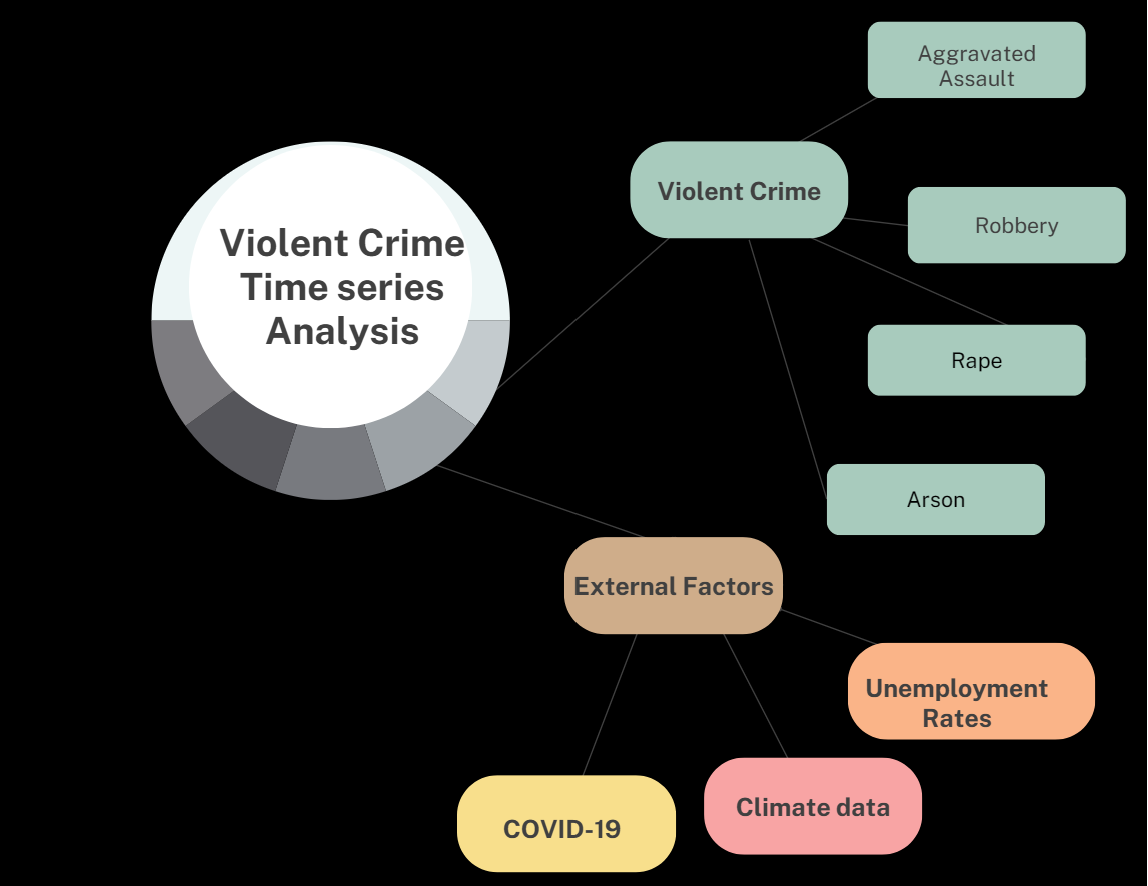 Aggravated
Assault
Violent Crime
Robbery
Violent Crime
Time series
Analysis
Rape
Arson
External Factors
Unemployment
Rates
Climate data
COVID-19